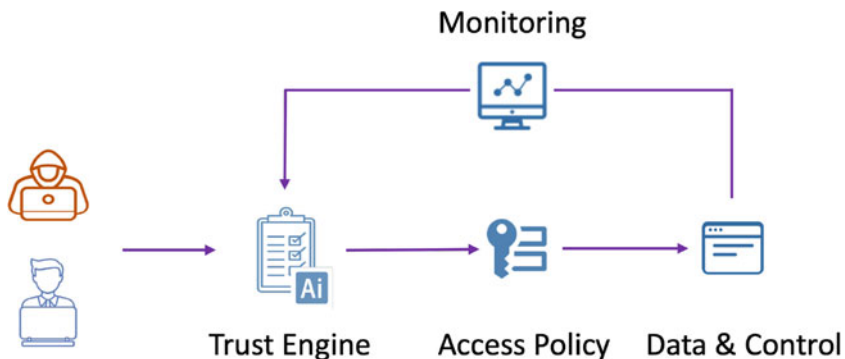 Monitoring
Ai
Trust Engine
Access Policy
Data & Control